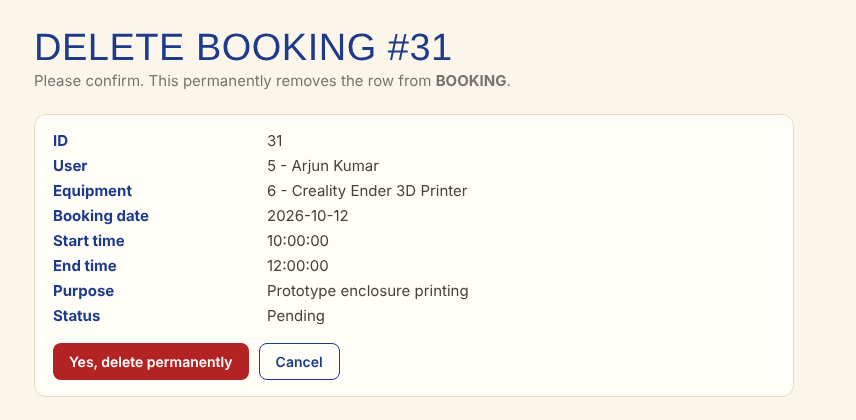 DELETE BOOKING #31
Please confirm. This permanently removes the row from BOOKING.
ID 31
User 5 - Arjun Kumar
Equipment 6 - Creality Ender 3D Printer
Booking date 2026-10-12
Start time 10:00:00
End time 12:00:00
Purpose Prototype enclosure printing
Status Pending
Yes, delete permanently Cancel